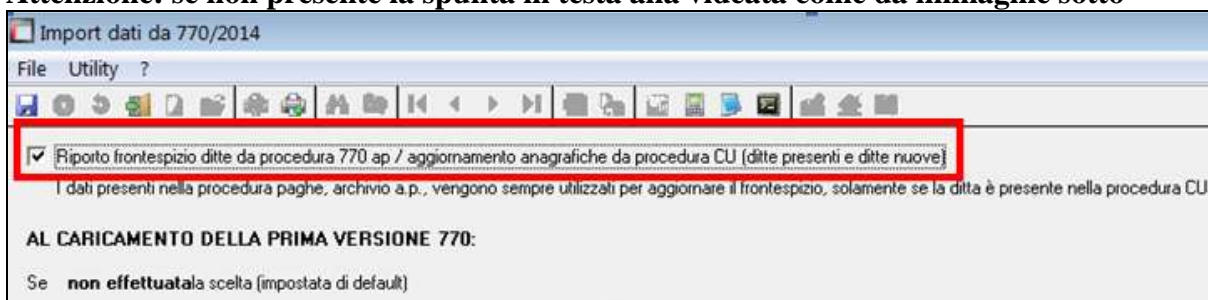 Attenzione: se non presente la spunta in testa alla videata come da immagine sotto
Import dati da 770/2014
File Utility ?
Riporto frontespizio ditte da procedura 770 ap / aggiornamento anagrafiche da procedura CU (ditte presenti e ditte nuove)
I dati presenti nella procedura paghe, archivio a.p., vengono sempre utilizzati per aggiornare il frontespizio, solamente se la ditta è presente nella procedura CU
AL CARICAMENTO DELLA PRIMA VERSIONE 770:
Se non effettuatala scelta (impostata di default)